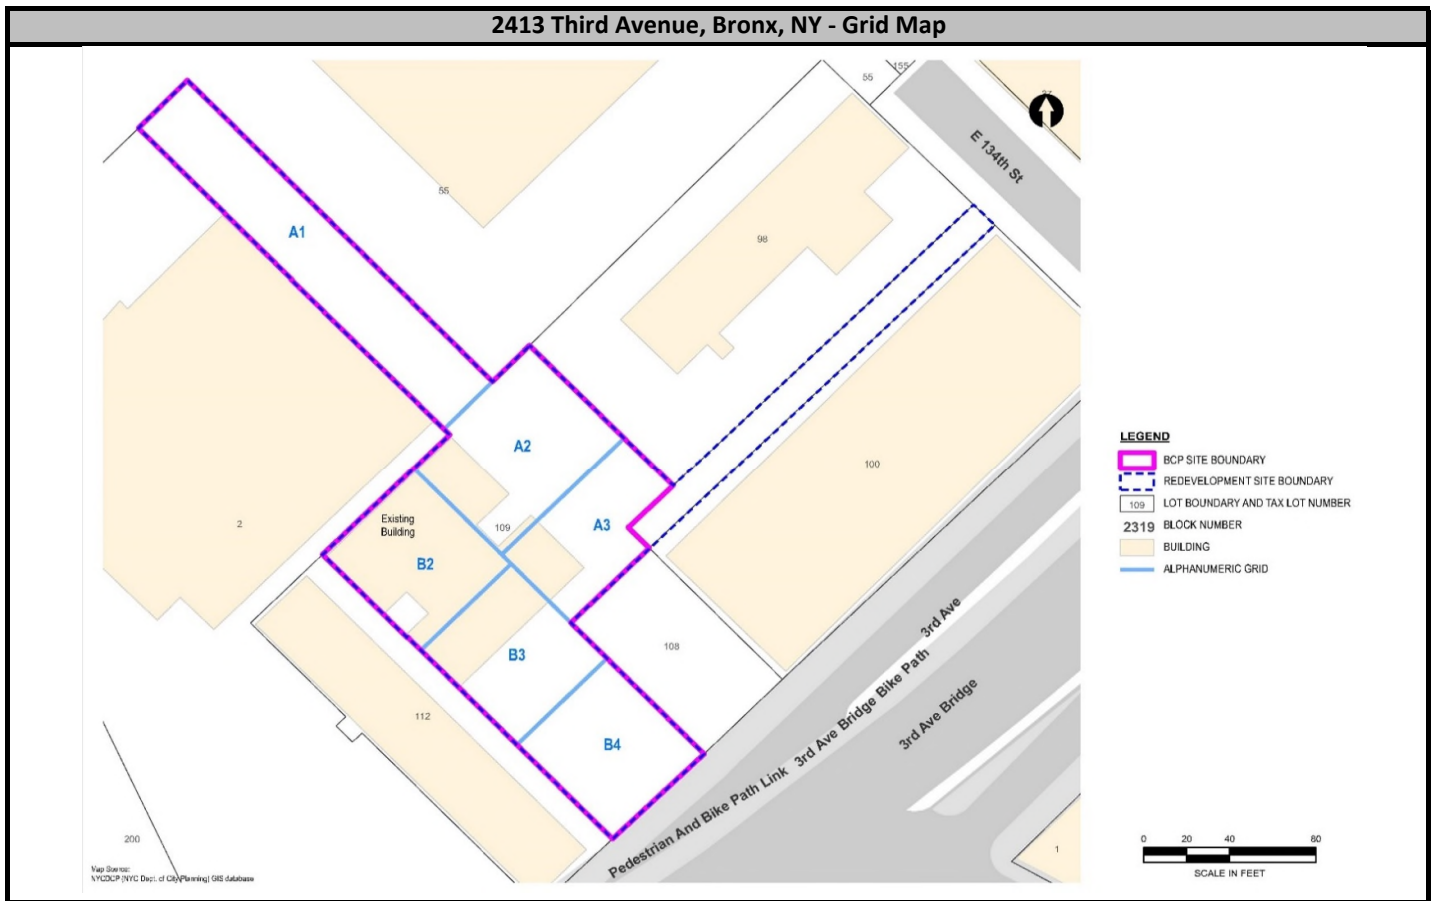 2413 Third Avenue, Bronx, NY - Grid Map
55
155
E 134th St
55
A1
98
A2
100
2
Existing
Building
109
A3
B2
108
B3
112
B4
3rd Ave
3rd Ave Bridge Bike Path
3rd Ave Bridge
Pedestrian And Bike Path Link
200
1
LEGEND
BCP SITE BOUNDARY
REDEVELOPMENT SITE BOUNDARY
109 LOT BOUNDARY AND TAX LOT NUMBER
2319 BLOCK NUMBER
BUILDING
ALPHANUMERIC GRID
0 20 40 80
SCALE IN FEET
Map Source:
NYCDCP (NYC Dept. of City Planning) GIS database